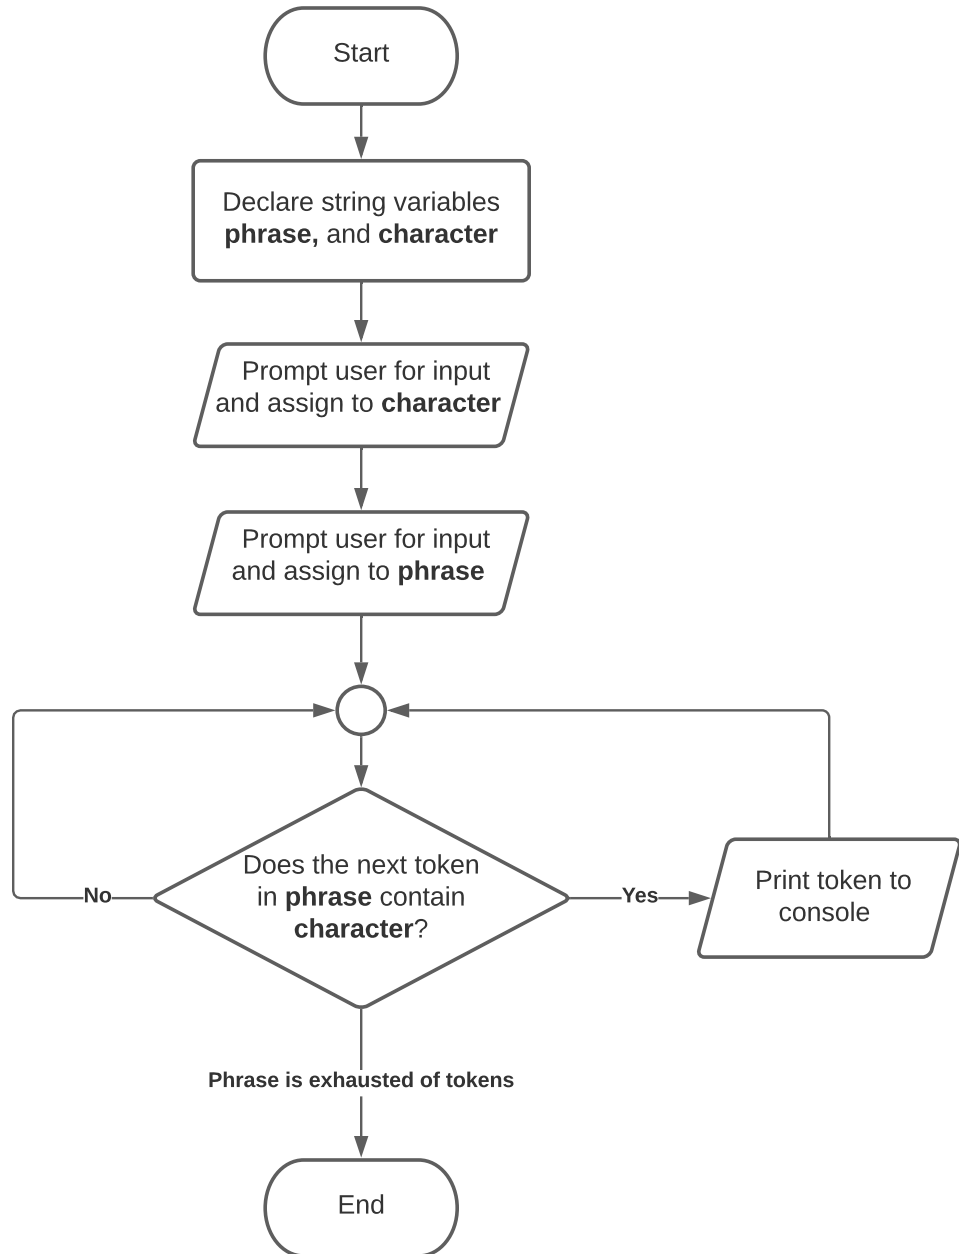 Start
Declare string variables
phrase, and character
Prompt user for input
and assign to character
Prompt user for input
and assign to phrase
Does the next token
in phrase contain
character?
No
Yes
Print token to
console
Phrase is exhausted of tokens
End